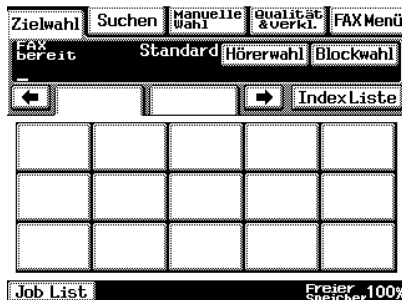 Zielwahl Suchen Manuelle Wahl Qualität &verkl. FAX Menü
FAX bereit Standard Hörerwahl Blockwahl
Index Liste
Job List Freier Speicher 100%